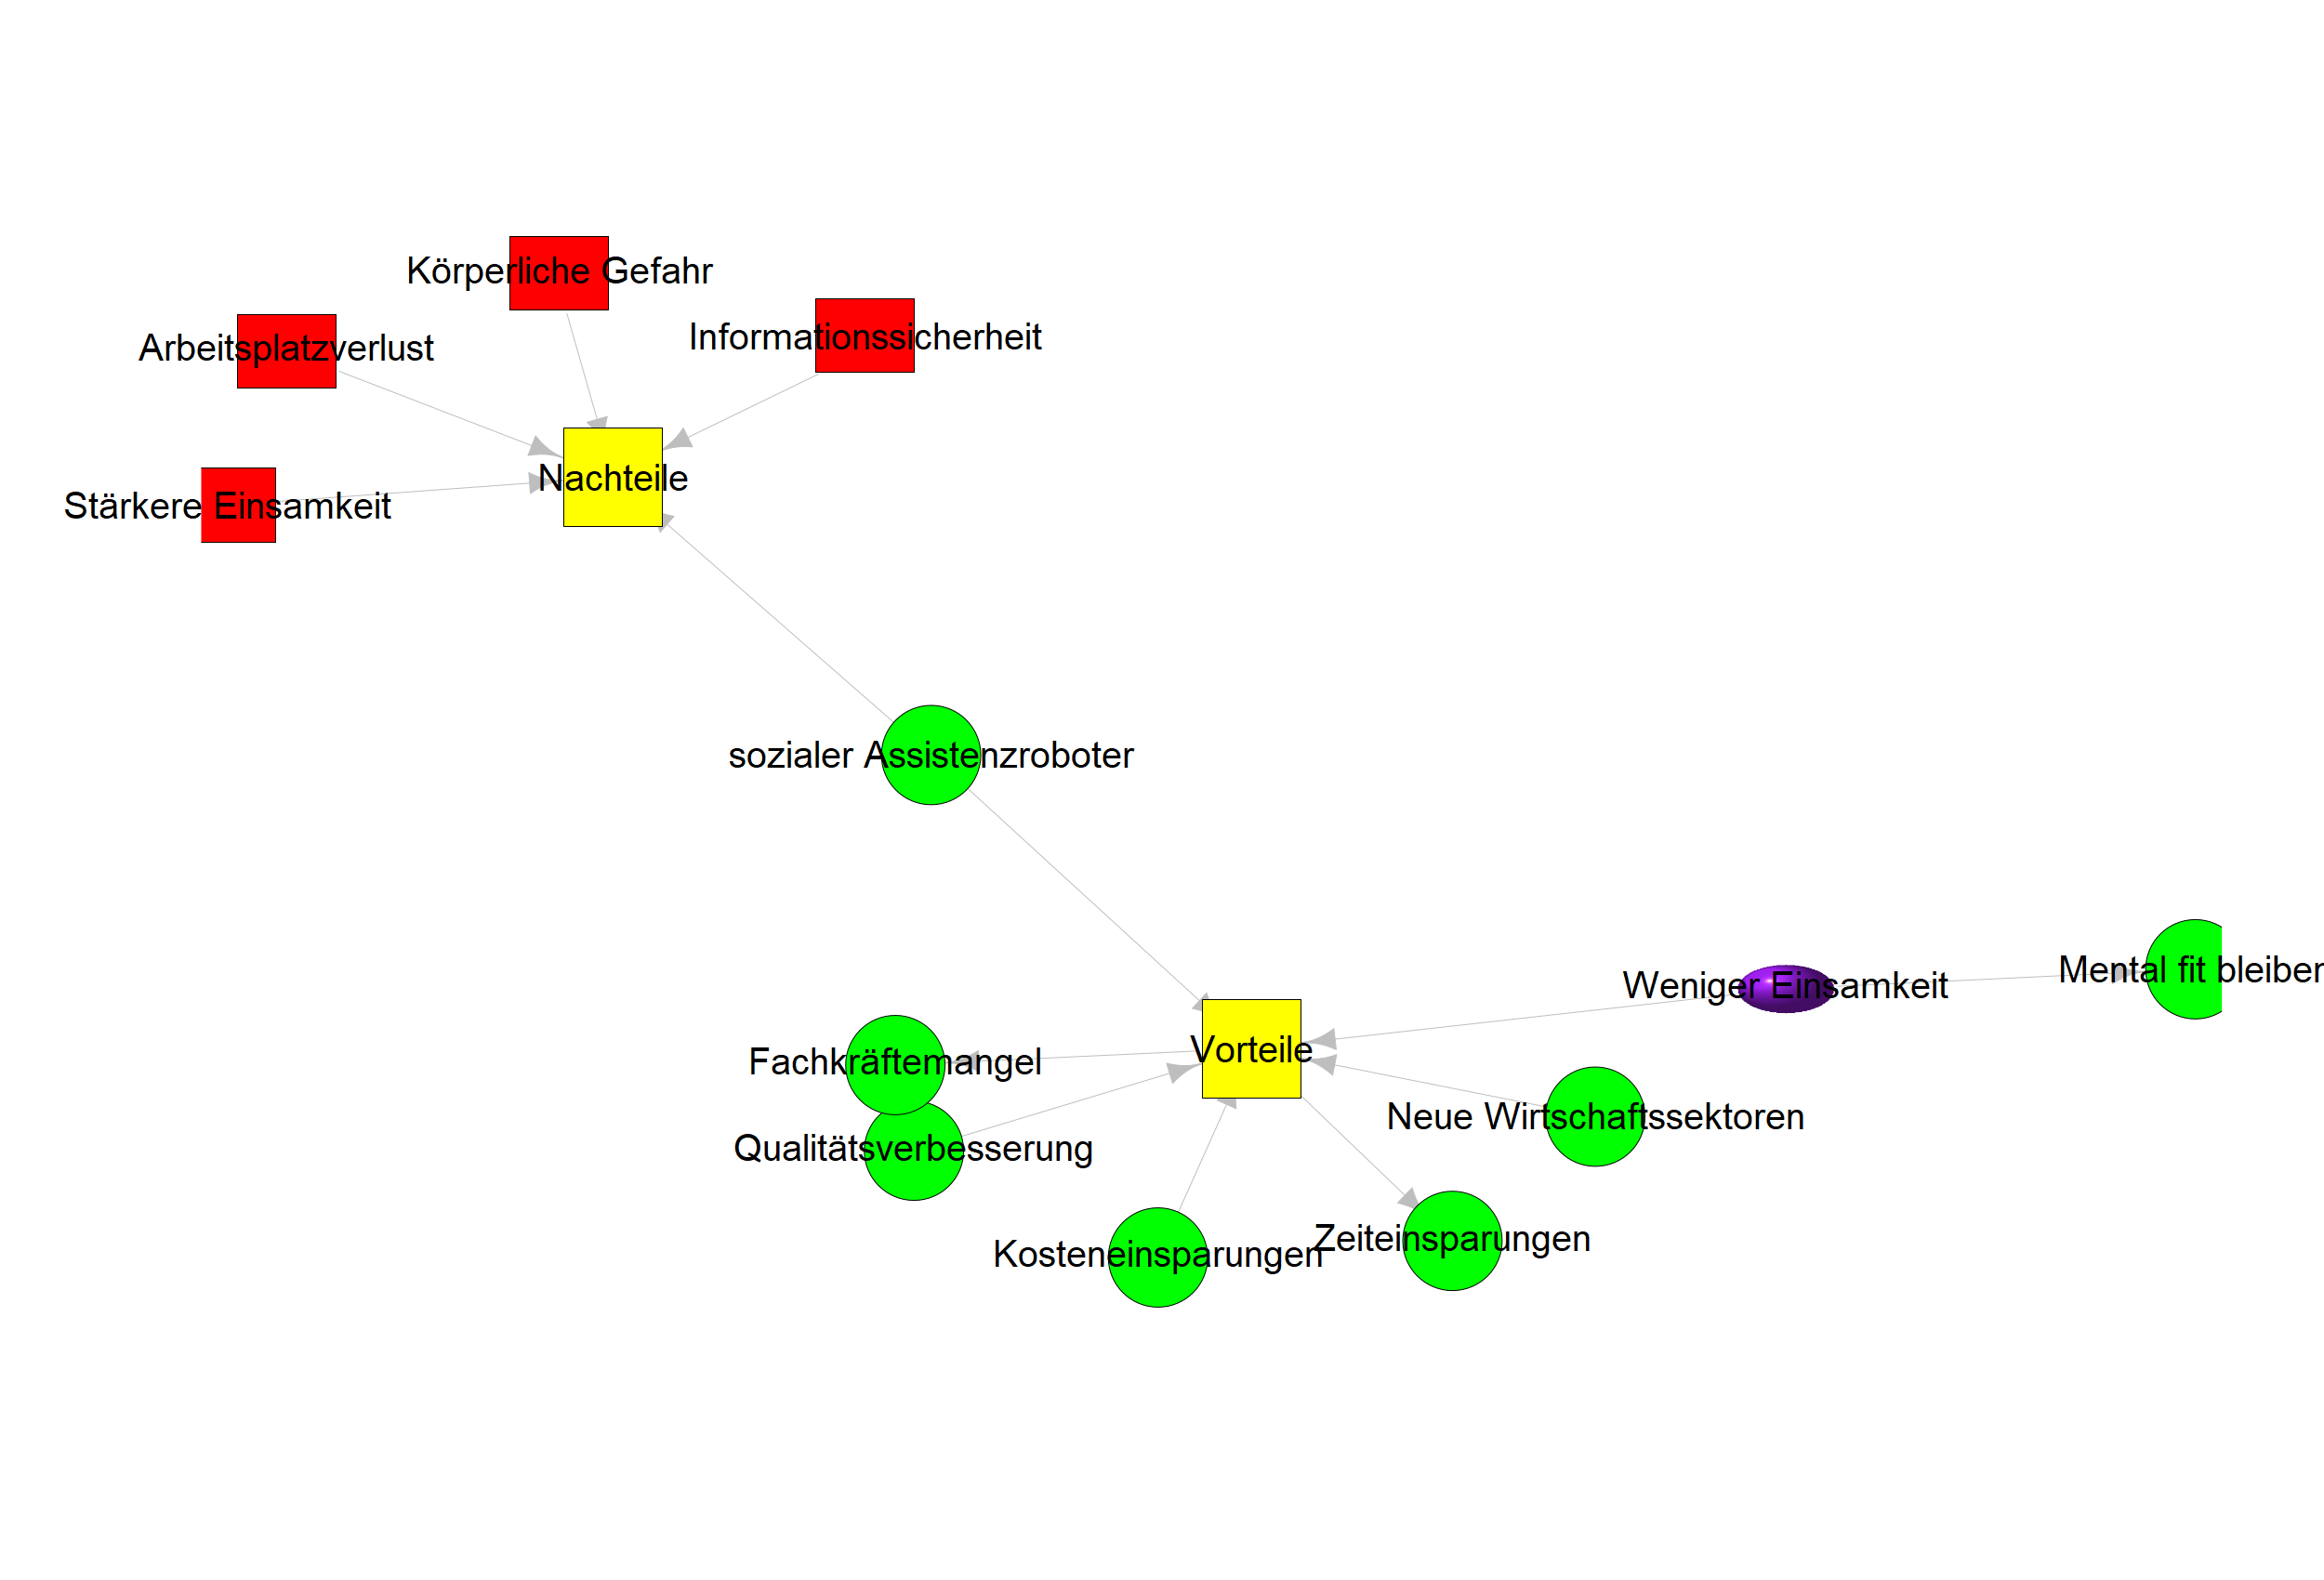 Körperliche Gefahr
Informationssicherheit
Arbeitsplatzverlust
Nachteile
Stärkere Einsamkeit
sozialer Assistenzroboter
Mental fit bleiben
Weniger Einsamkeit
Vorteile
Fachkräftemangel
Neue Wirtschaftssektoren
Qualitätsverbesserung
Zeiteinsparungen
Kosteneinsparungen